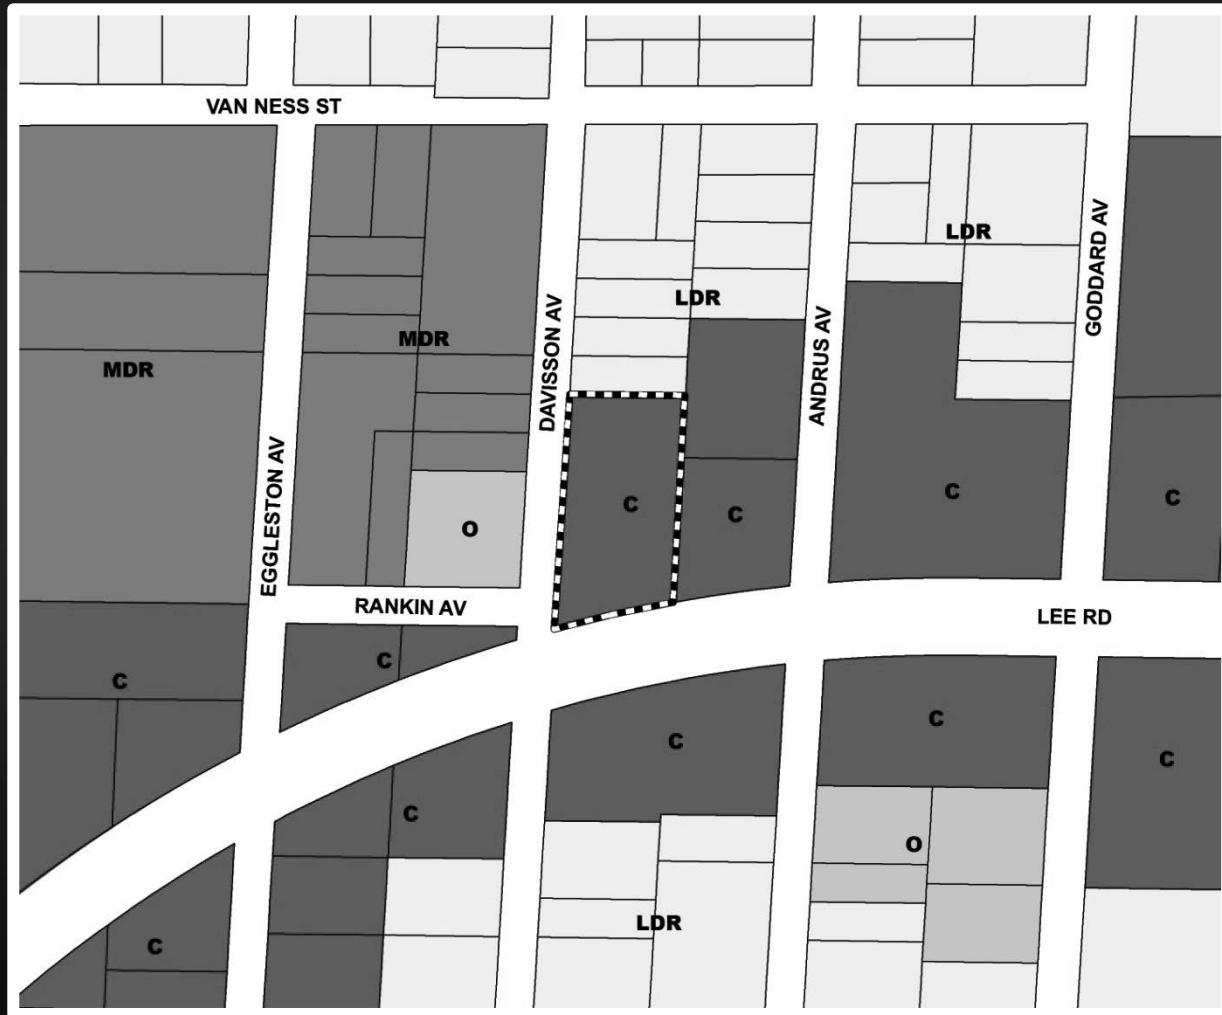 VAN NESS ST
GODDARD AV
LDR
LDR
DAVISSON AV
MDR
ANDRUS AV
MDR
EGGLESTON AV
C
C
C
C
O
RANKIN AV
LEE RD
C
C
C
C
C
C
O
LDR
C